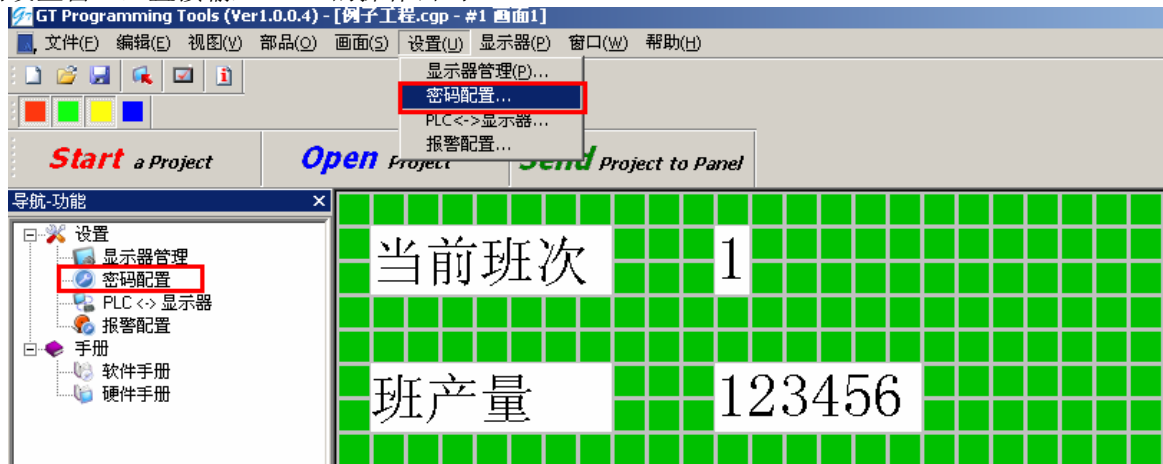 GT Programming Tools (Ver1.0.0.4) - [例子工程.cgp - #1 画面1]
文件(F) 编辑(E) 视图(V) 部品(O) 画面(S) 设置(U) 显示器(P) 窗口(W) 帮助(H)
显示器管理(P)...
密码配置...
PLC<->显示器...
报警配置...
Start a Project Open Project Send Project to Panel
导航-功能
设置
显示器管理
密码配置
PLC <-> 显示器
报警配置
手册
软件手册
硬件手册
当前班次 1
班产量 123456